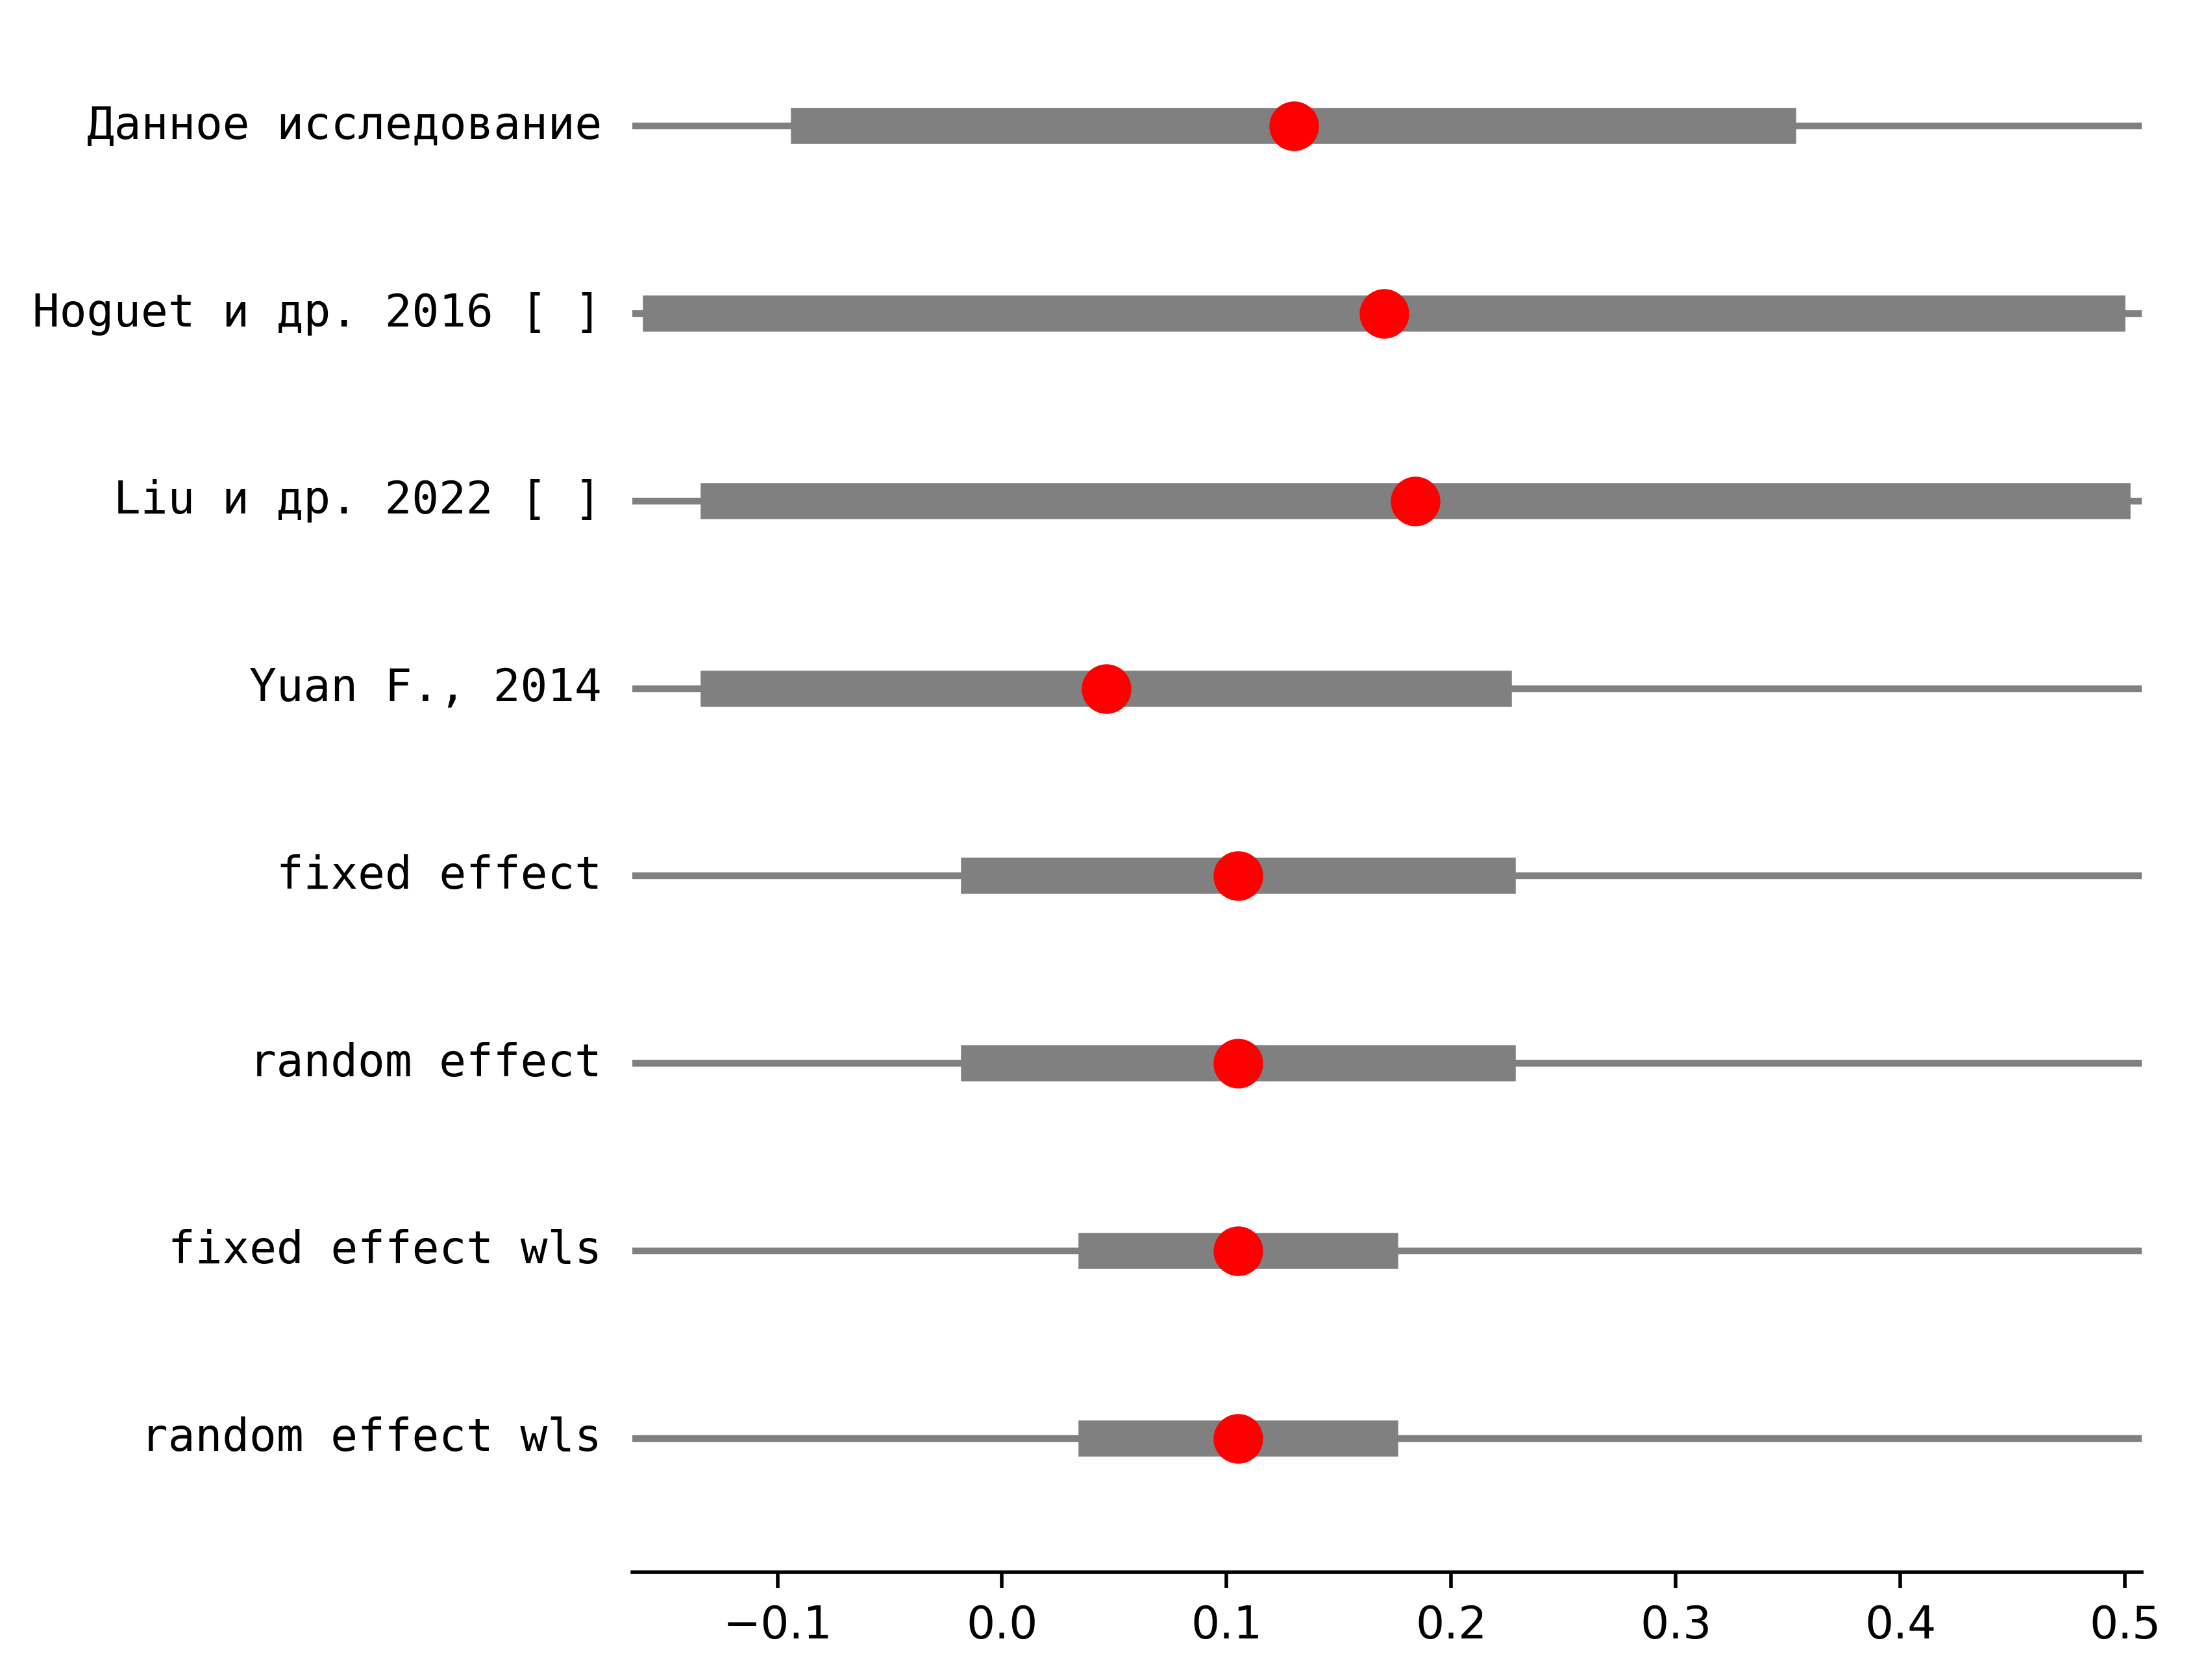 Данное исследование
Hoguet и др. 2016 [ ]
Liu и др. 2022 [ ]
Yuan F., 2014
fixed effect
random effect
fixed effect wls
random effect wls
−0.1 0.0 0.1 0.2 0.3 0.4 0.5